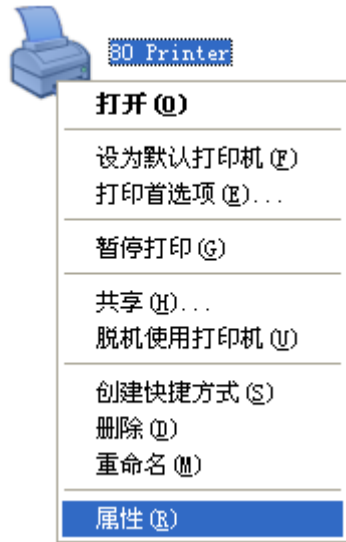 80 Printer
打开(O)
设为默认打印机(F)
打印首选项(E)...
暂停打印(G)
共享(H)...
脱机使用打印机(U)
创建快捷方式(S)
删除(D)
重命名(M)
属性(R)